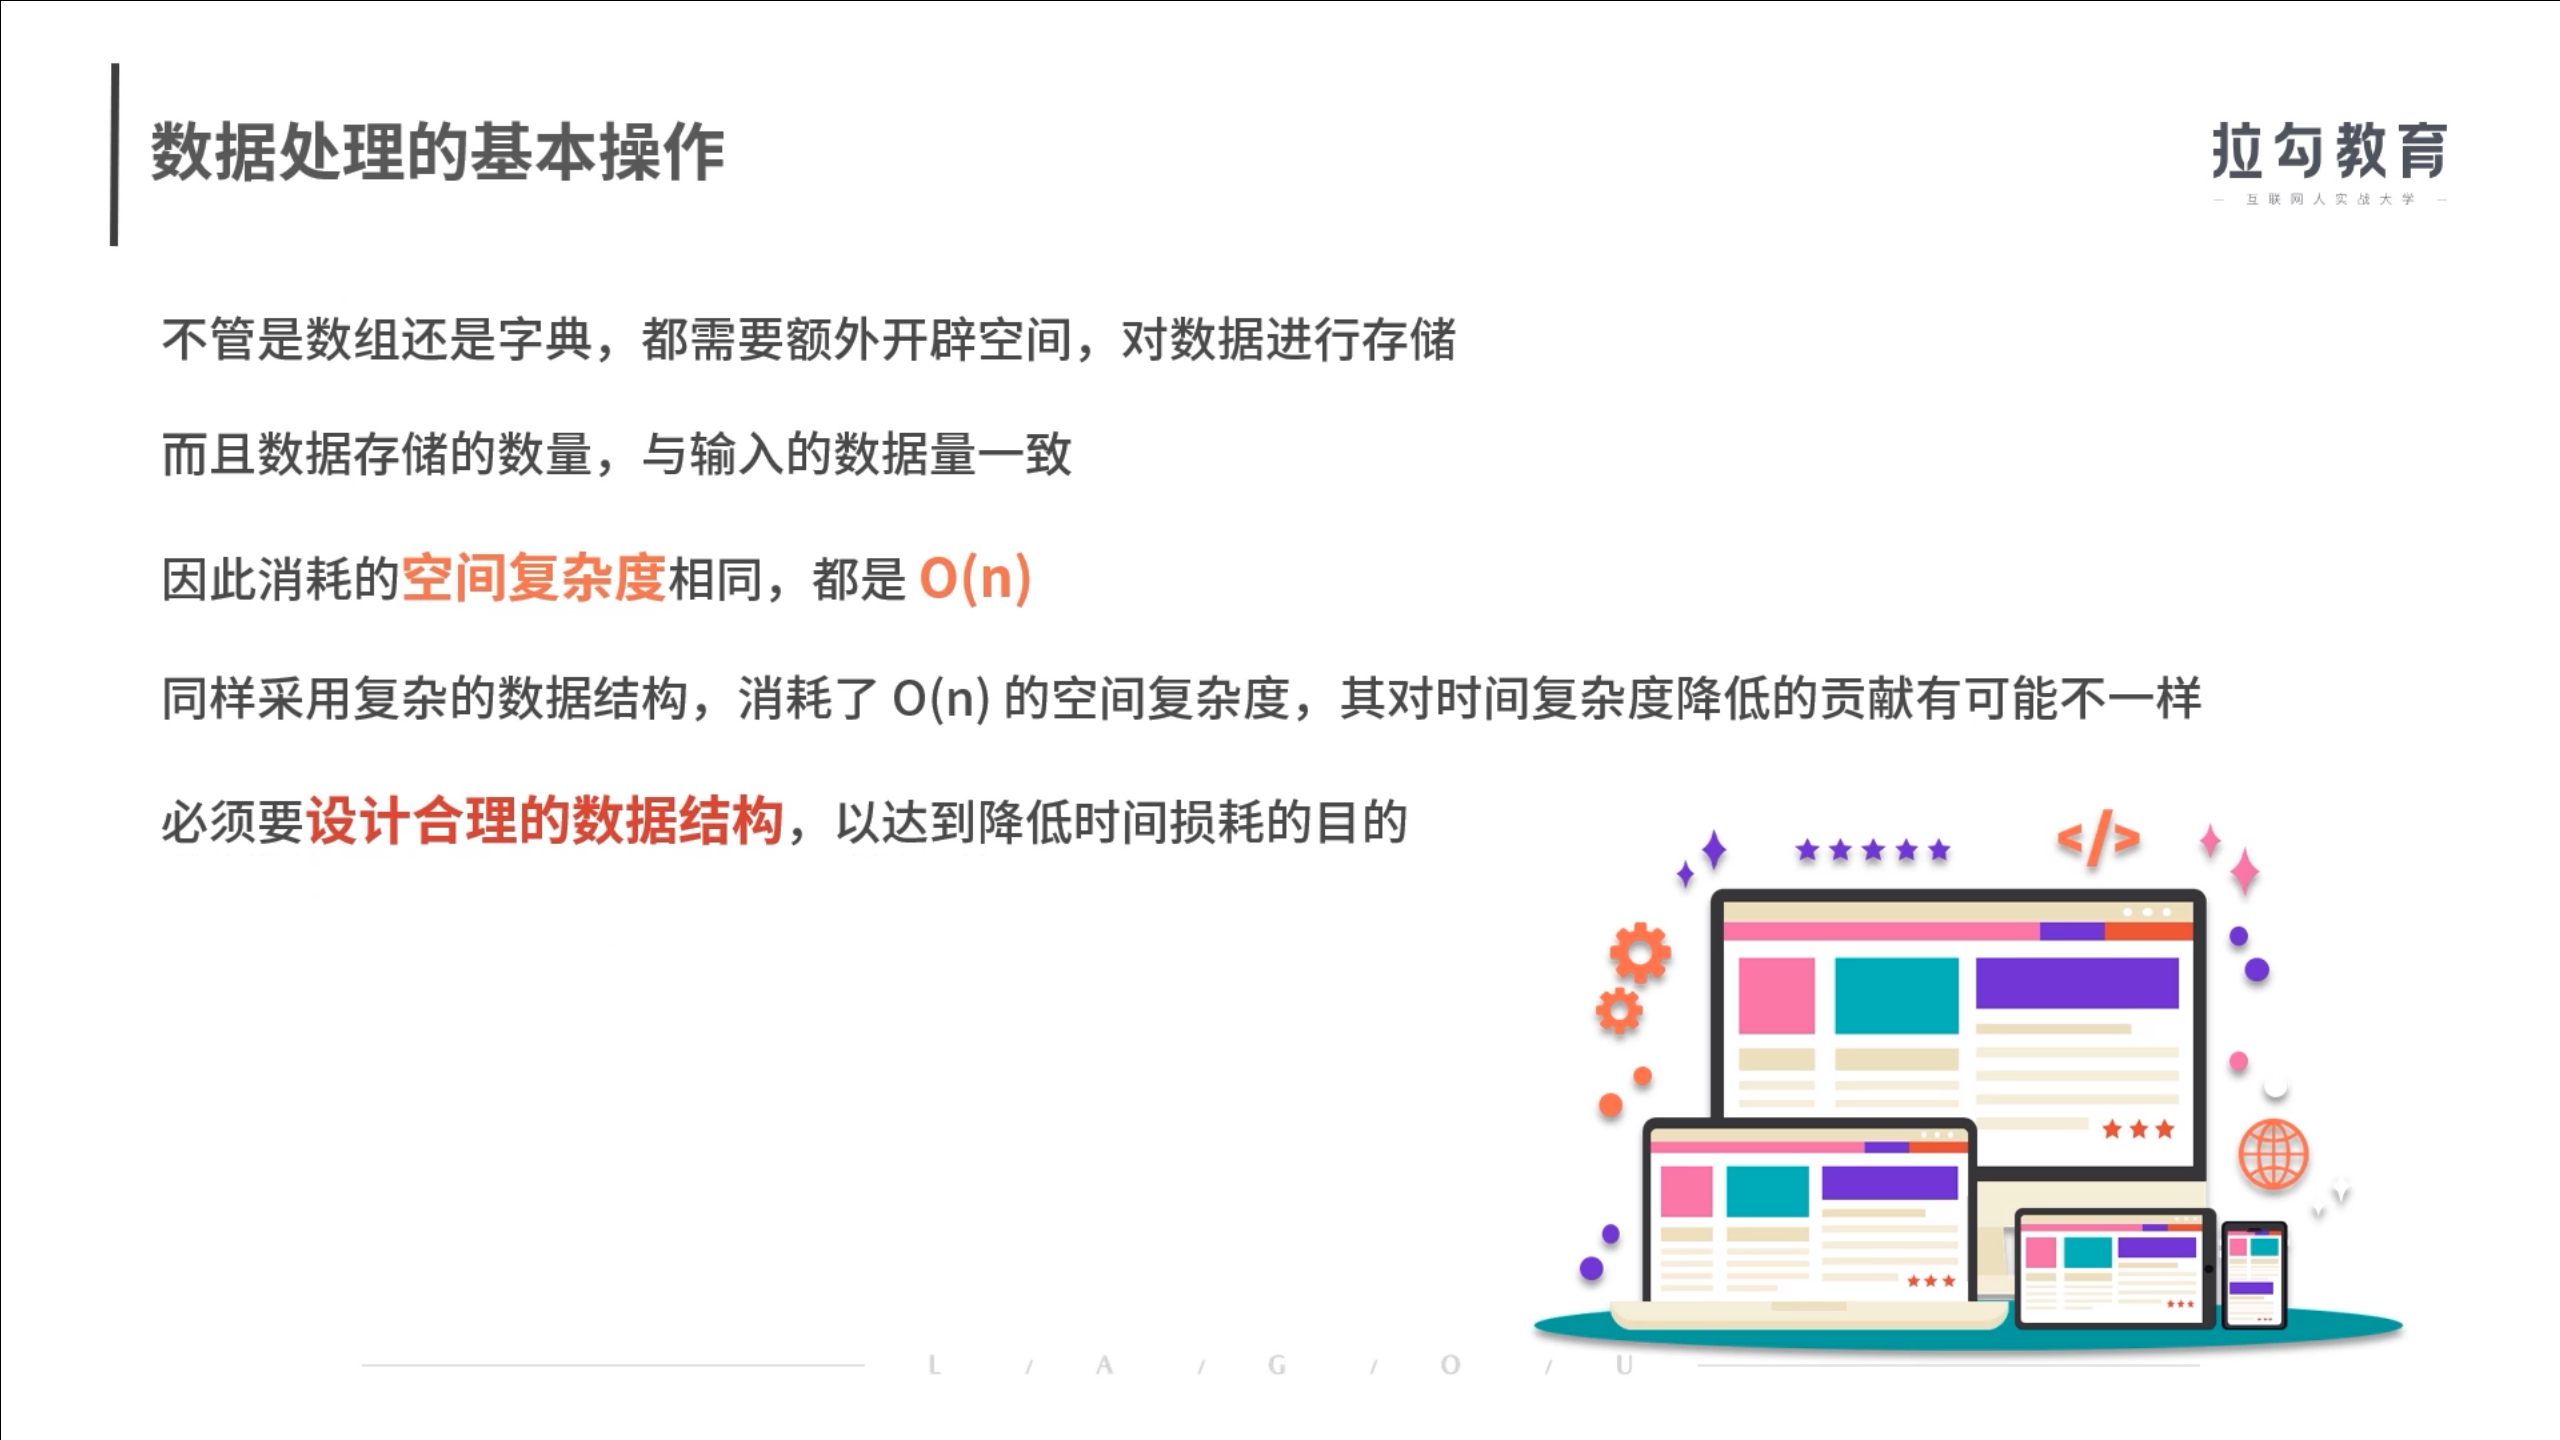 数据处理的基本操作
拉勾教育
— 互联网人实战大学 —
不管是数组还是字典，都需要额外开辟空间，对数据进行存储
而且数据存储的数量，与输入的数据量一致
因此消耗的空间复杂度相同，都是 O(n)
同样采用复杂的数据结构，消耗了 O(n) 的空间复杂度，其对时间复杂度降低的贡献有可能不一样
必须要设计合理的数据结构，以达到降低时间损耗的目的
</>
L / A / G / O / U